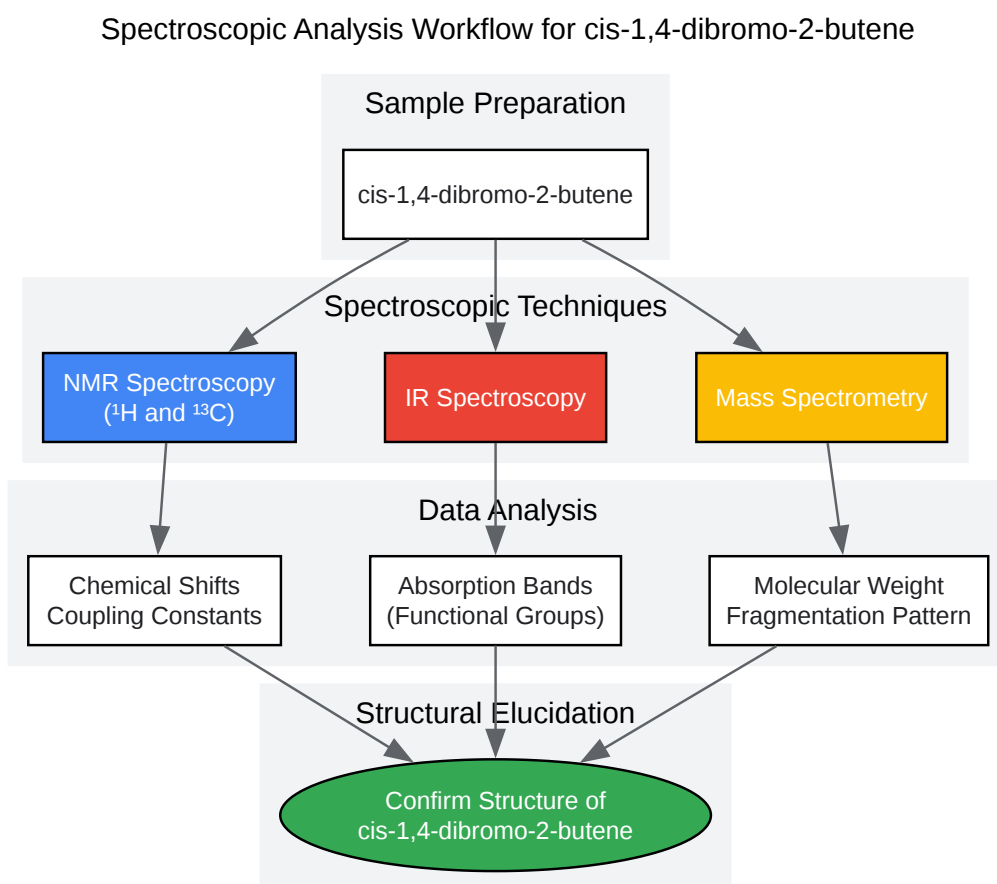 Spectroscopic Analysis Workflow for cis-1,4-dibromo-2-butene
Sample Preparation
cis-1,4-dibromo-2-butene
Spectroscopic Techniques
NMR Spectroscopy
(¹H and ¹³C)
IR Spectroscopy
Mass Spectrometry
Data Analysis
Chemical Shifts
Coupling Constants
Absorption Bands
(Functional Groups)
Molecular Weight
Fragmentation Pattern
Structural Elucidation
Confirm Structure of
cis-1,4-dibromo-2-butene